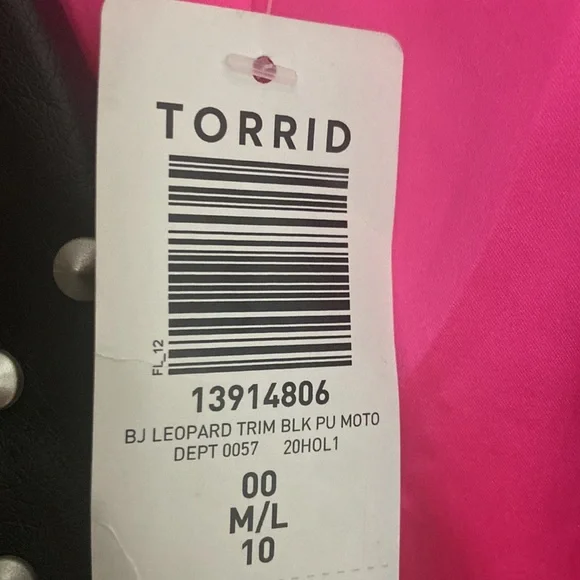 TORRID
FL_12
13914806
BJ LEOPARD TRIM BLK PU MOTO
DEPT 0057 20HOL1
00
M/L
10